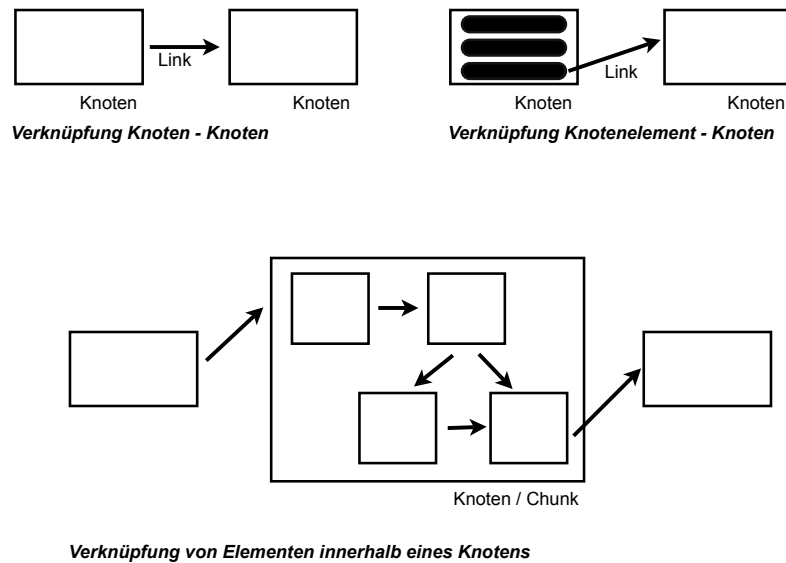 Link
Knoten
Knoten
Verknüpfung Knoten - Knoten
Link
Knoten
Knoten
Verknüpfung Knotenelement - Knoten
Knoten / Chunk
Verknüpfung von Elementen innerhalb eines Knotens